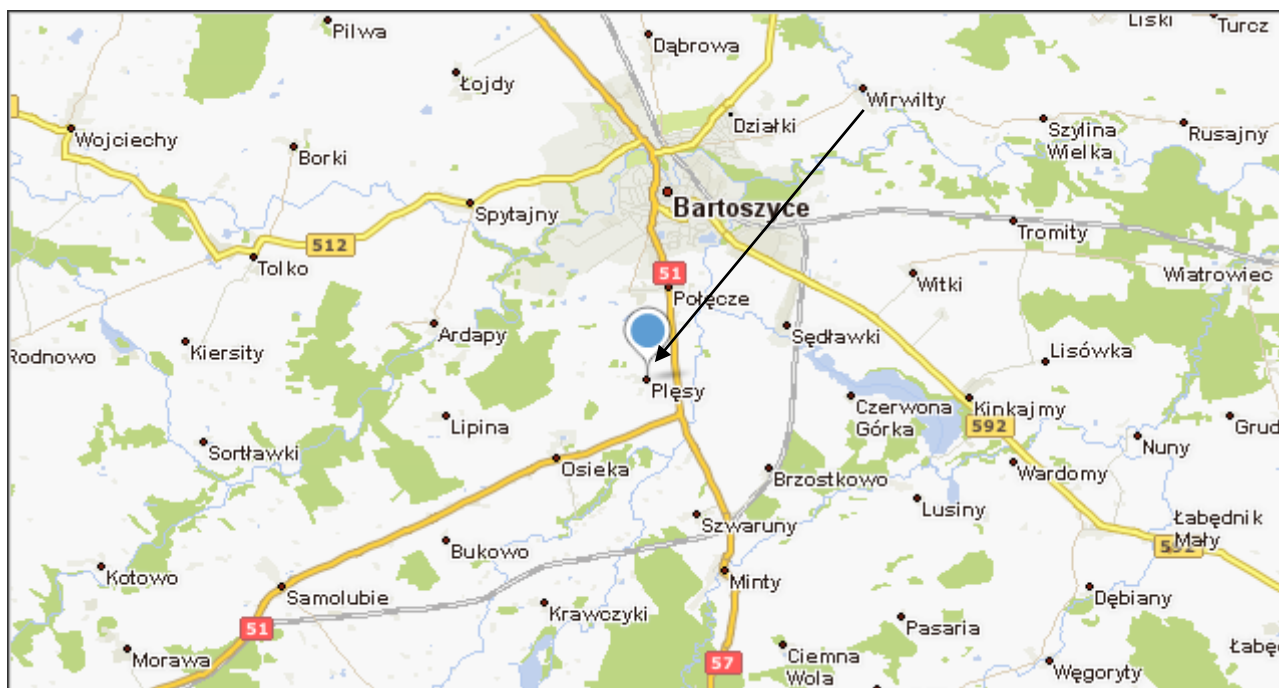 Pilwa
Dąbrowa
Liski
Turcz
Łojdy
Wirwilty
Działki
Wojciechy
Borki
Szylina
Wielka
Rusajny
Spytajny
Bartoszyce
Tromity
512
Tolko
51
Połęcze
Witki
Wiatrowiec
Rodnowo
Kiersity
Ardapy
Sędławki
Lisówka
Plęsy
Lipina
Czerwona
Górka
Kinkajmy
592
Grud
Nuny
Sortławki
Osieka
Brzostkowo
Wardomy
Lusiny
Szwaruny
Łabędnik
Mały
Bukowo
Kotowo
Samolubie
Minty
Krawczyki
Dębiany
51
Pasaria
Morawa
57
Ciemna
Wola
Węgoryty
Łabę